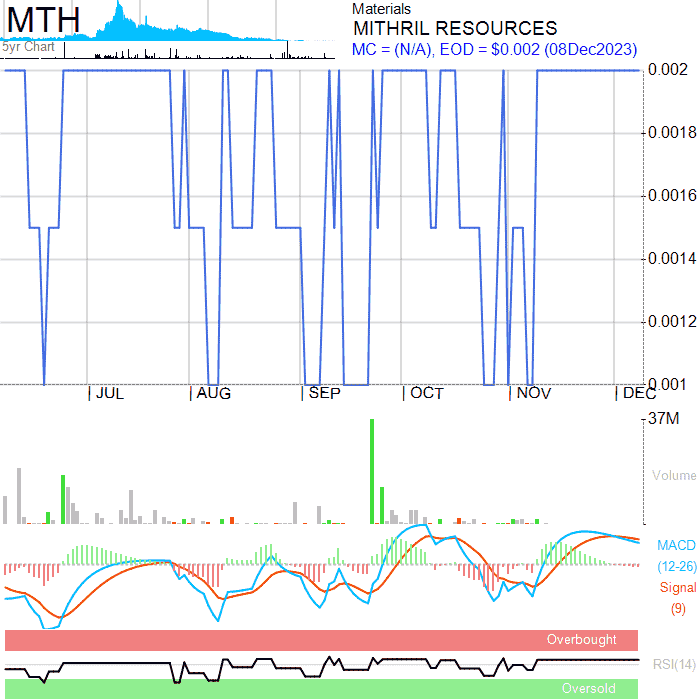 MTH
5yr Chart
Materials
MITHRIL RESOURCES
MC = (N/A), EOD = $0.002 (08Dec2023)
0.002
0.0018
0.0016
0.0014
0.0012
0.001
JUL
AUG
SEP
OCT
NOV
DEC
37M
Volume
MACD
(12-26)
Signal
(9)
Overbought
RSI(14)
Oversold